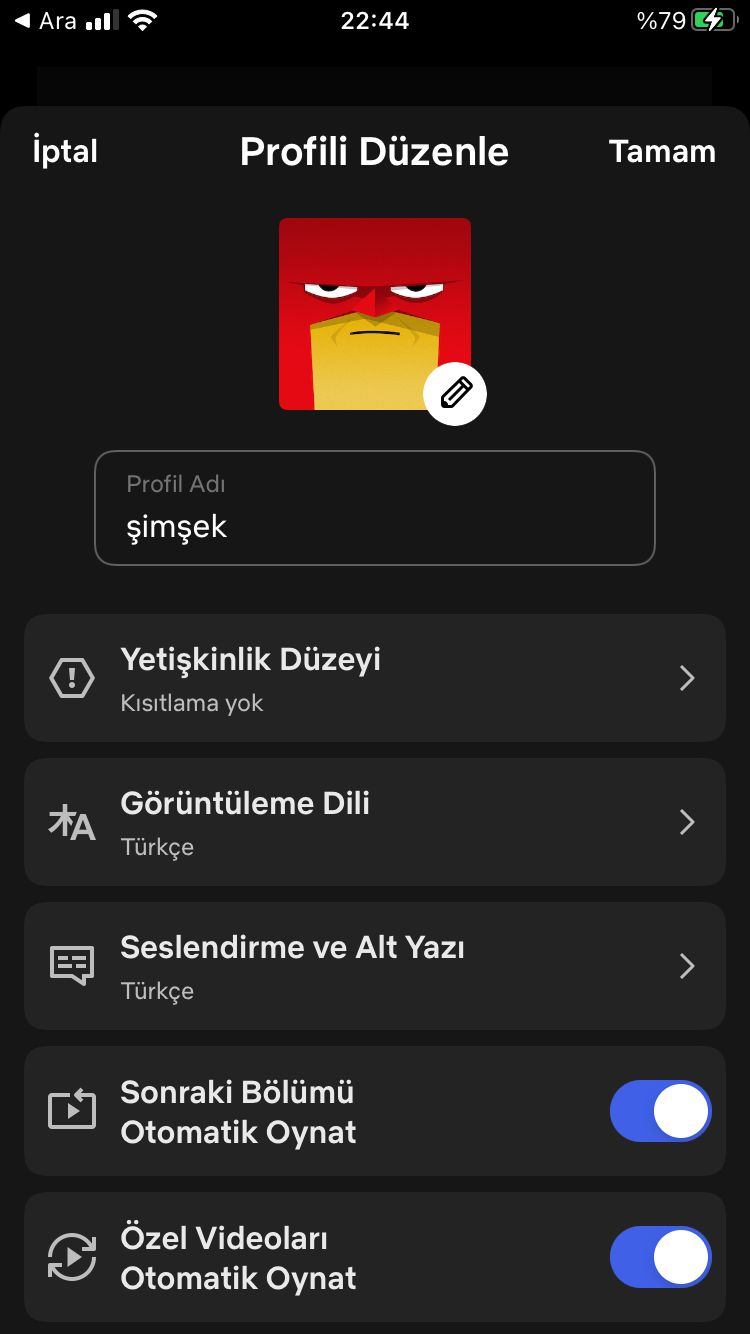 Ara
22:44
%79
İptal
Profili Düzenle
Tamam
Profil Adı
şimşek
Yetişkinlik Düzeyi
Kısıtlama yok
Görüntüleme Dili
Türkçe
Seslendirme ve Alt Yazı
Türkçe
Sonraki Bölümü
Otomatik Oynat
Özel Videoları
Otomatik Oynat